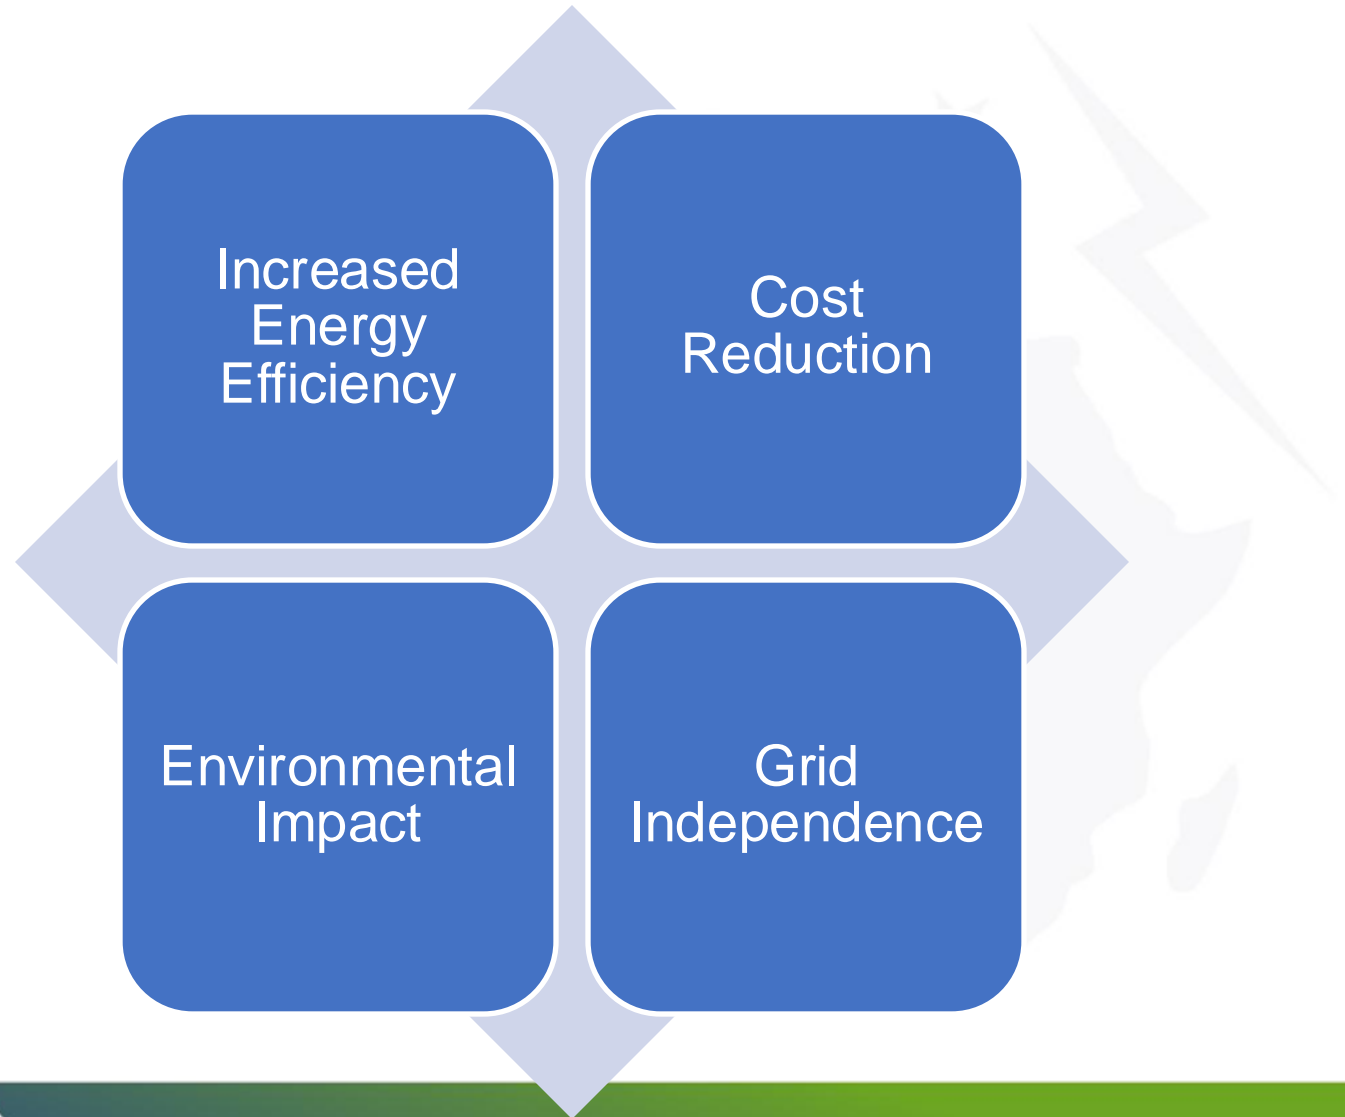 Increased
Energy
Efficiency
Cost
Reduction
Environmental
Impact
Grid
Independence